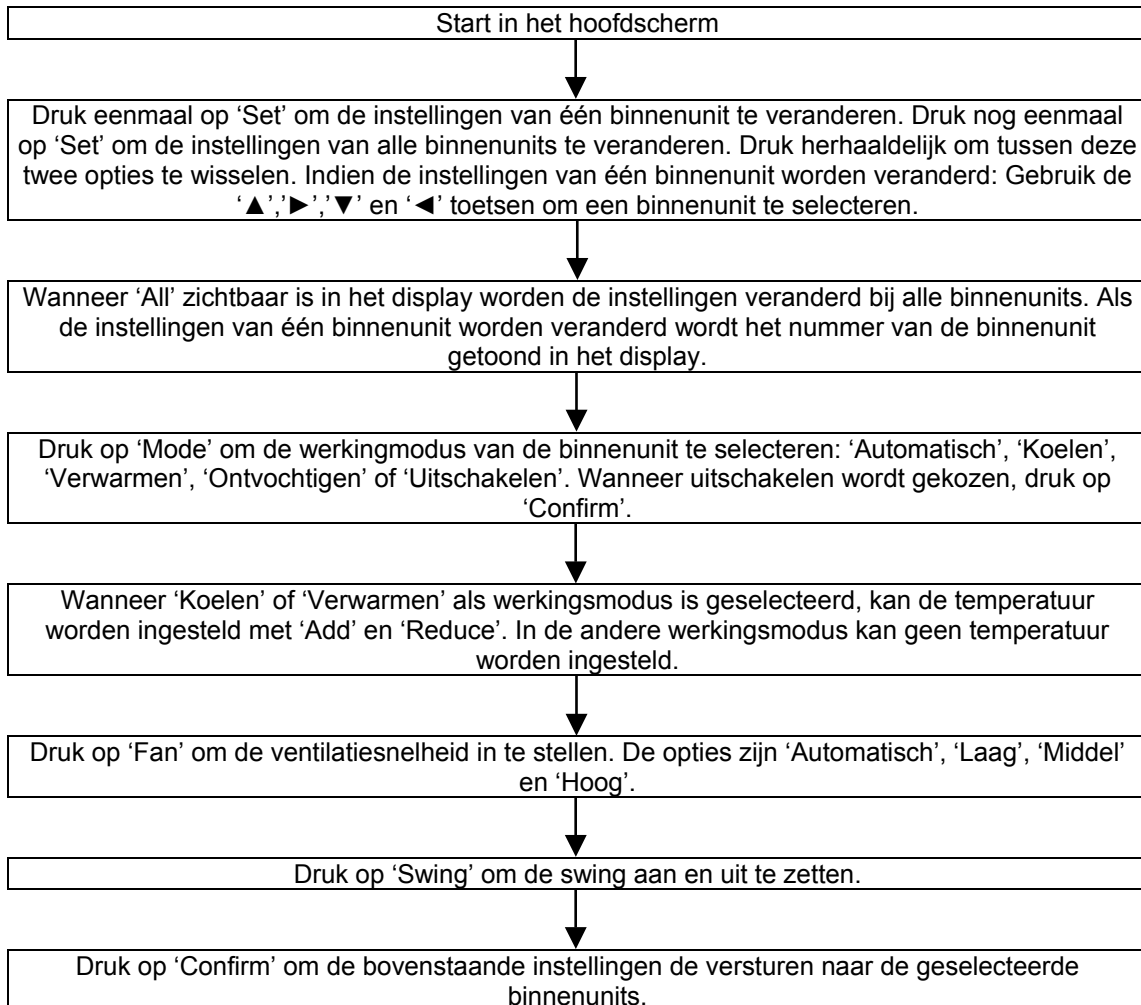 Start in het hoofdscherm
Druk eenmaal op ‘Set’ om de instellingen van één binnenunit te veranderen. Druk nog eenmaal
op ‘Set’ om de instellingen van alle binnenunits te veranderen. Druk herhaaldelijk om tussen deze
twee opties te wisselen. Indien de instellingen van één binnenunit worden veranderd: Gebruik de
‘▲’,’►’,’▼’ en ‘◄’ toetsen om een binnenunit te selecteren.
Wanneer ‘All’ zichtbaar is in het display worden de instellingen veranderd bij alle binnenunits. Als
de instellingen van één binnenunit worden veranderd wordt het nummer van de binnenunit
getoond in het display.
Druk op ‘Mode’ om de werkingmodus van de binnenunit te selecteren: ‘Automatisch’, ‘Koelen’,
‘Verwarmen’, ‘Ontvochtigen’ of ‘Uitschakelen’. Wanneer uitschakelen wordt gekozen, druk op
‘Confirm’.
Wanneer ‘Koelen’ of ‘Verwarmen’ als werkingsmodus is geselecteerd, kan de temperatuur
worden ingesteld met ‘Add’ en ‘Reduce’. In de andere werkingsmodus kan geen temperatuur
worden ingesteld.
Druk op ‘Fan’ om de ventilatiesnelheid in te stellen. De opties zijn ‘Automatisch’, ‘Laag’, ‘Middel’
en ‘Hoog’.
Druk op ‘Swing’ om de swing aan en uit te zetten.
Druk op ‘Confirm’ om de bovenstaande instellingen de versturen naar de geselecteerde
binnenunits.